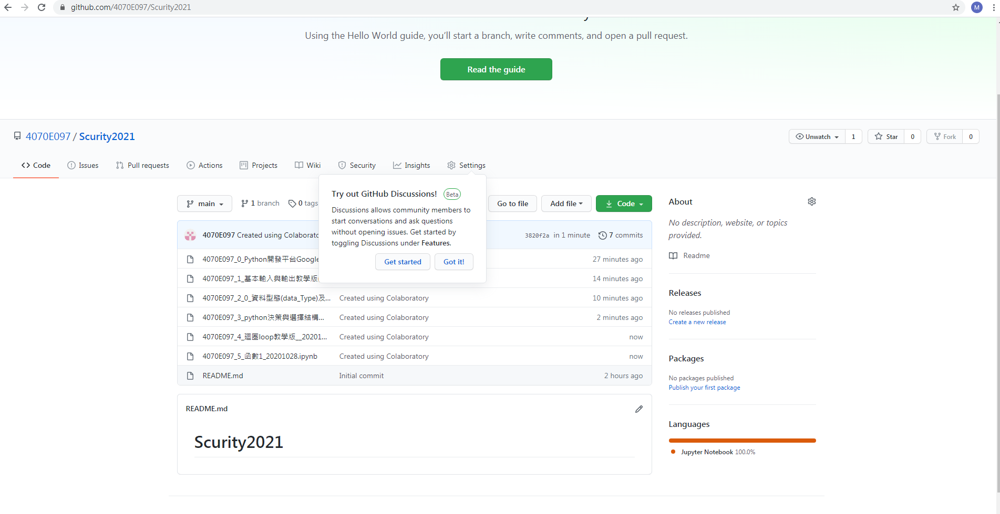 github.com/4070E097/Scurity2021
M
Using the Hello World guide, you’ll start a branch, write comments, and open a pull request.
Read the guide
4070E097 / Scurity2021
Unwatch 1 Star 0 Fork 0
Code Issues Pull requests Actions Projects Wiki Security Insights Settings
main 1 branch 0 tags
Go to file Add file Code
Try out GitHub Discussions! Beta
Discussions allows community members to
start conversations and ask questions
without opening issues. Get started by
toggling Discussions under Features.
Get started Got it!
4070E097 Created using Colaborato 3820f2a in 1 minute 7 commits
4070E097_0_Python開發平台Google 27 minutes ago
4070E097_1_基本輸入與輸出教學版 14 minutes ago
4070E097_2_0_資料型態(data_Type)及... Created using Colaboratory 10 minutes ago
4070E097_3_python決策與選擇結構... Created using Colaboratory 2 minutes ago
4070E097_4_迴圈loop教學版__20201... Created using Colaboratory now
4070E097_5_函數1_20201028.ipynb Created using Colaboratory now
README.md Initial commit 2 hours ago
README.md
Scurity2021
About
No description, website, or topics
provided.
Readme
Releases
No releases published
Create a new release
Packages
No packages published
Publish your first package
Languages
Jupyter Notebook 100.0%